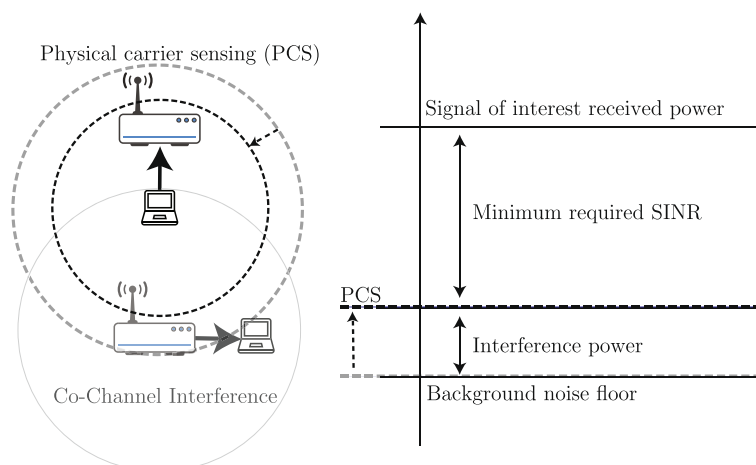 Physical carrier sensing (PCS)
Signal of interest received power
Minimum required SINR
PCS
Interference power
Background noise floor
Co-Channel Interference